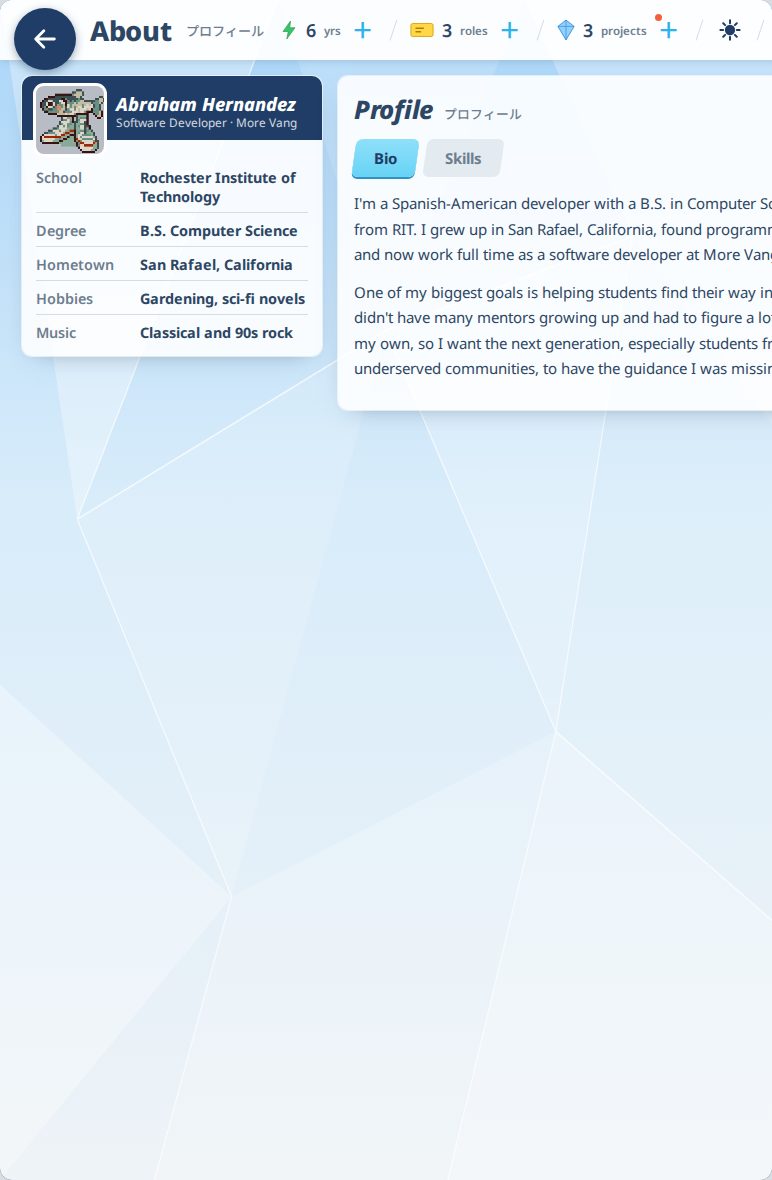 About プロフィール 6 yrs 3 roles 3 projects
Abraham Hernandez
Software Developer · More Vang
School Rochester Institute of
Technology
Degree B.S. Computer Science
Hometown San Rafael, California
Hobbies Gardening, sci-fi novels
Music Classical and 90s rock
Profile プロフィール
Bio Skills
I'm a Spanish-American developer with a B.S. in Computer
from RIT. I grew up in San Rafael, California, found
and now work full time as a software developer at More
One of my biggest goals is helping students find their way in
didn't have many mentors growing up and had to figure a
my own, so I want the next generation, especially students
underserved communities, to have the guidance I was